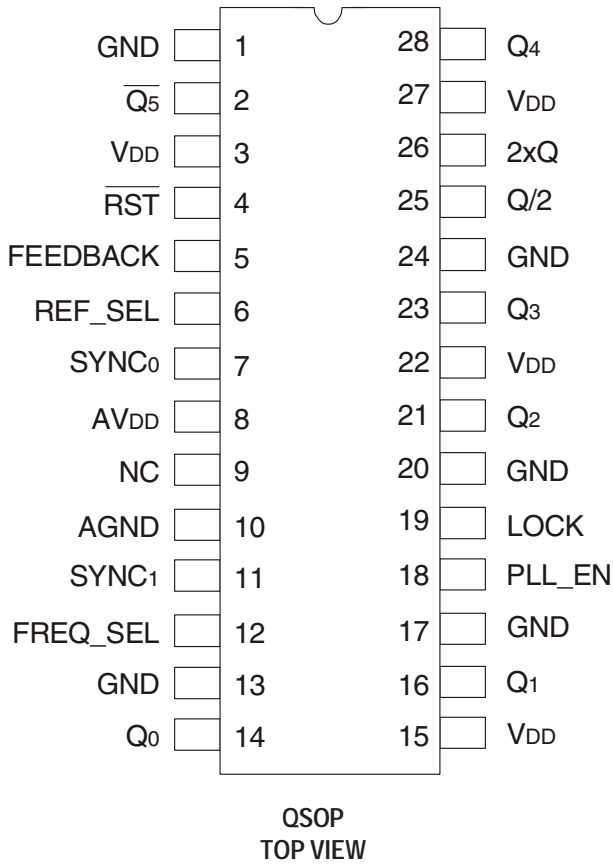 GND 1 28 Q4
Q̅5̅ 2 27 VDD
VDD 3 26 2xQ
R̅S̅T̅ 4 25 Q/2
FEEDBACK 5 24 GND
REF_SEL 6 23 Q3
SYNC0 7 22 VDD
AVDD 8 21 Q2
NC 9 20 GND
AGND 10 19 LOCK
SYNC1 11 18 PLL_EN
FREQ_SEL 12 17 GND
GND 13 16 Q1
Q0 14 15 VDD
QSOP
TOP VIEW